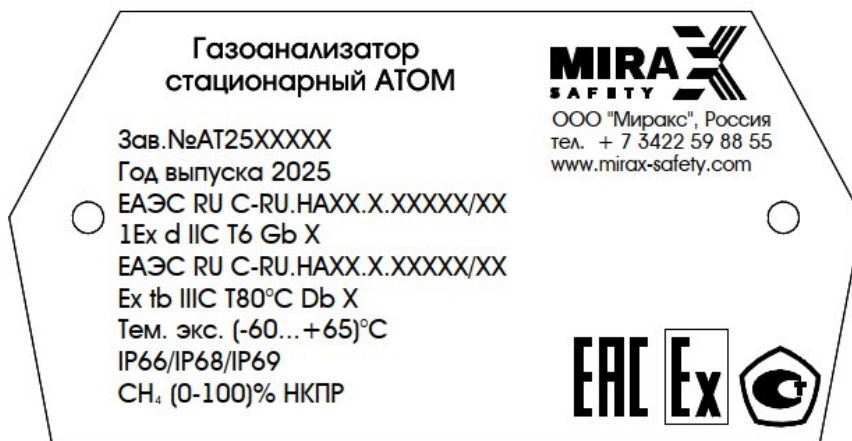 Газоанализатор
стационарный АТОМ
MIRAX
SAFETY
ООО "Миракс", Россия
тел. + 7 3422 59 88 55
www.mirax-safety.com
Зав.№АТ25XXXXX
Год выпуска 2025
ЕАЭС RU C-RU.HAXX.X.XXXXX/XX
1Ex d IIC T6 Gb X
ЕАЭС RU C-RU.HAXX.X.XXXXX/XX
Ex tb IIIC T80°C Db X
Тем. экс. (-60...+65)°C
IP66/IP68/IP69
CH₄ (0-100)% НКПР
EAC Ex